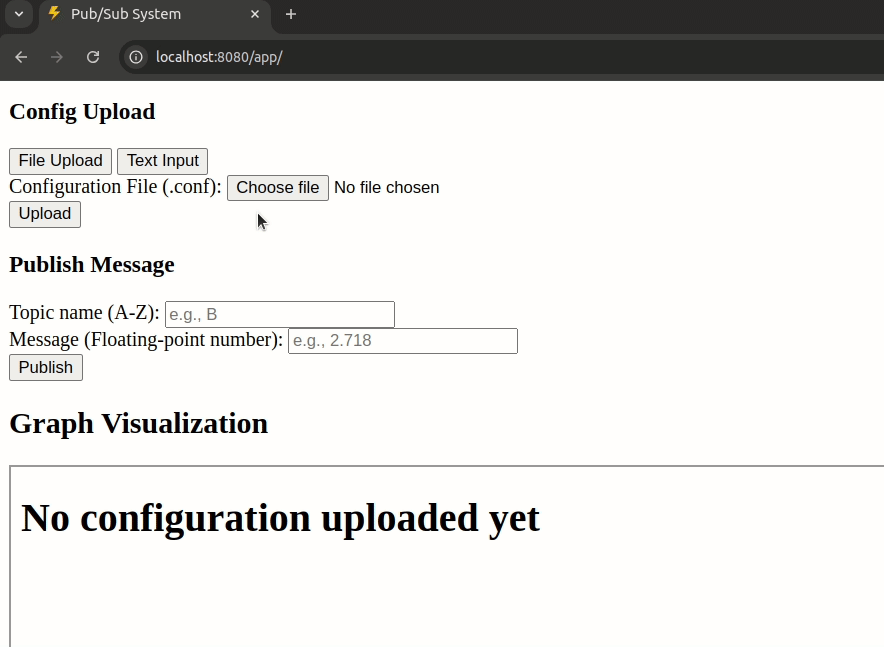 Pub/Sub System
localhost:8080/app/
Config Upload
File Upload Text Input
Configuration File (.conf): Choose file No file chosen
Upload
Publish Message
Topic name (A-Z): e.g., B
Message (Floating-point number): e.g., 2.718
Publish
Graph Visualization
No configuration uploaded yet